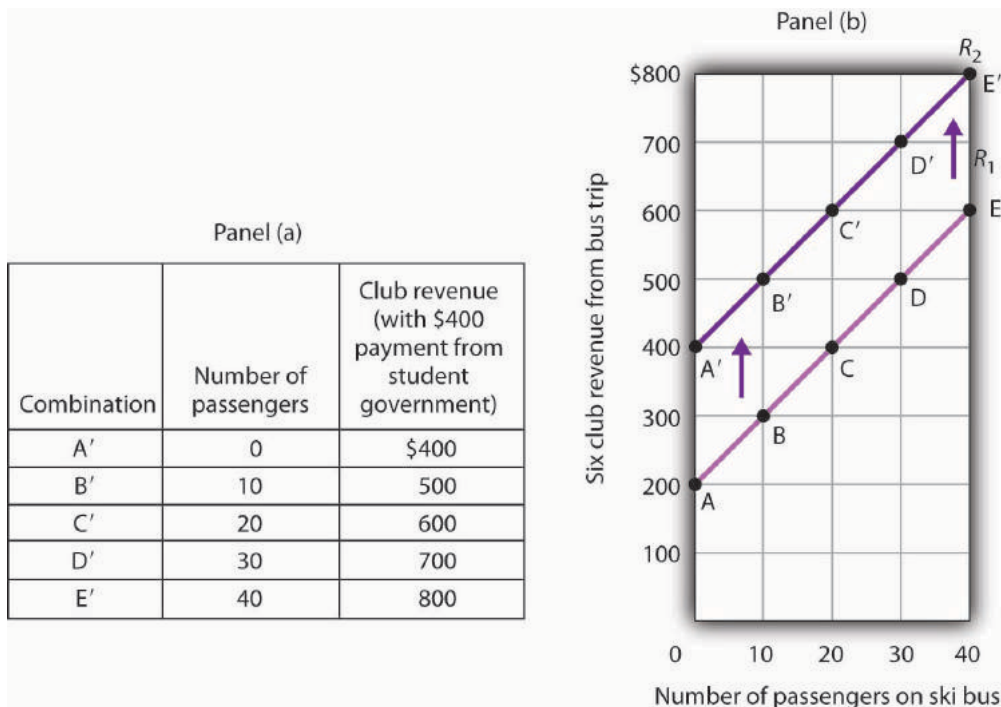 Panel (a)
Combination
Number of
passengers
Club revenue
(with $400
payment from
student
government)
A′ 0 $400
B′ 10 500
C′ 20 600
D′ 30 700
E′ 40 800
Panel (b)
Six club revenue from bus trip
$800
700
600
500
400
300
200
100
0 10 20 30 40
Number of passengers on ski bus
R2
E′
D′
R1
E
C′
B′
D
A′
C
B
A